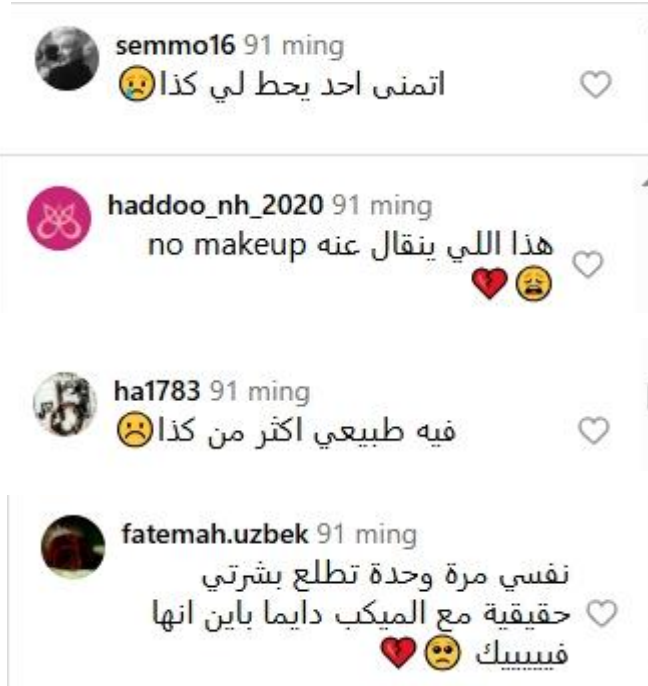 semmo16 91 ming
اتمنى احد يحط لي كذا😢
haddoo_nh_2020 91 ming
هذا اللي ينقال عنه no makeup
😩💔
ha1783 91 ming
فيه طبيعي اكثر من كذا☹️
fatemah.uzbek 91 ming
نفسي مرة وحدة تطلع بشرتي
حقيقية مع الميكب دايما باين انها
فيييييك 🥺💔